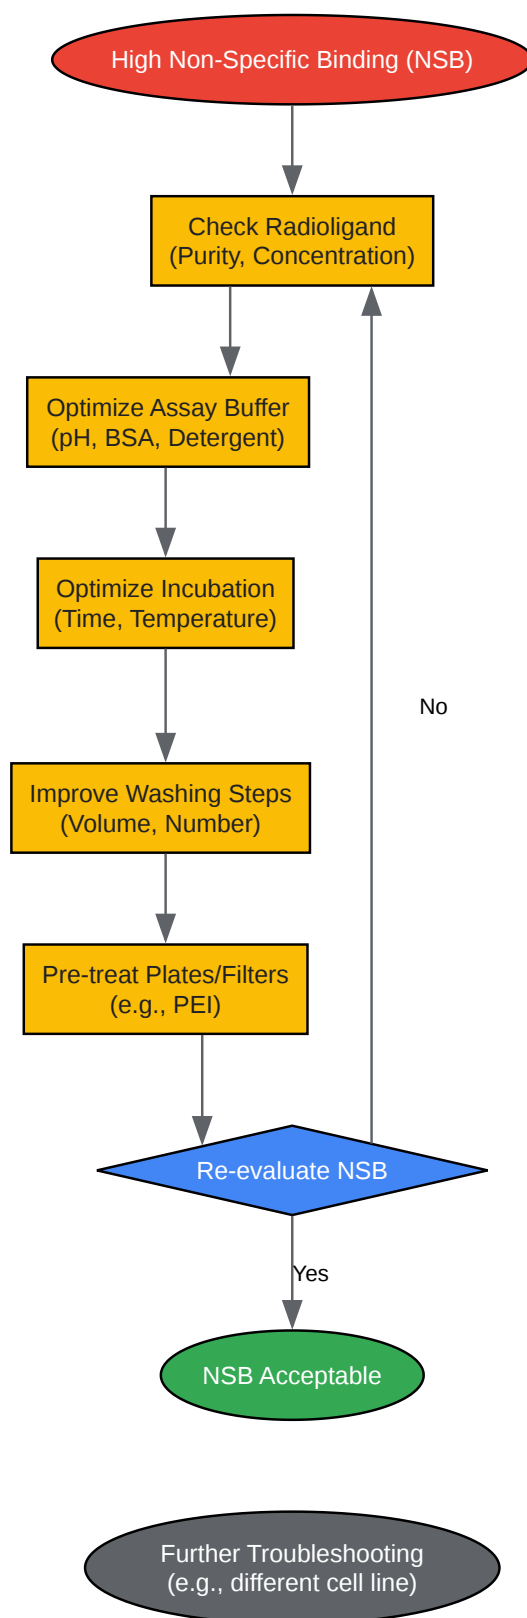 High Non-Specific Binding (NSB)
Check Radioligand
(Purity, Concentration)
Optimize Assay Buffer
(pH, BSA, Detergent)
Optimize Incubation
(Time, Temperature)
No
Improve Washing Steps
(Volume, Number)
Pre-treat Plates/Filters
(e.g., PEI)
Re-evaluate NSB
Yes
NSB Acceptable
Further Troubleshooting
(e.g., different cell line)